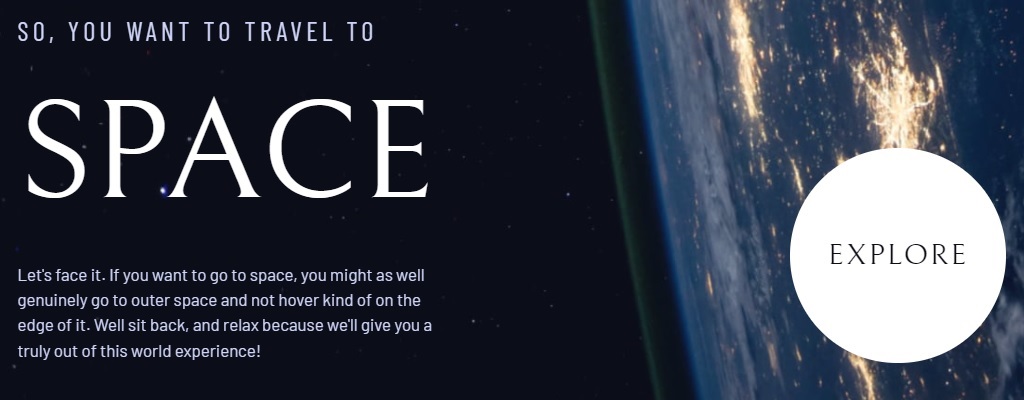 SO, YOU WANT TO TRAVEL TO
SPACE
Let's face it. If you want to go to space, you might as well
genuinely go to outer space and not hover kind of on the
edge of it. Well sit back, and relax because we'll give you a
truly out of this world experience!
EXPLORE